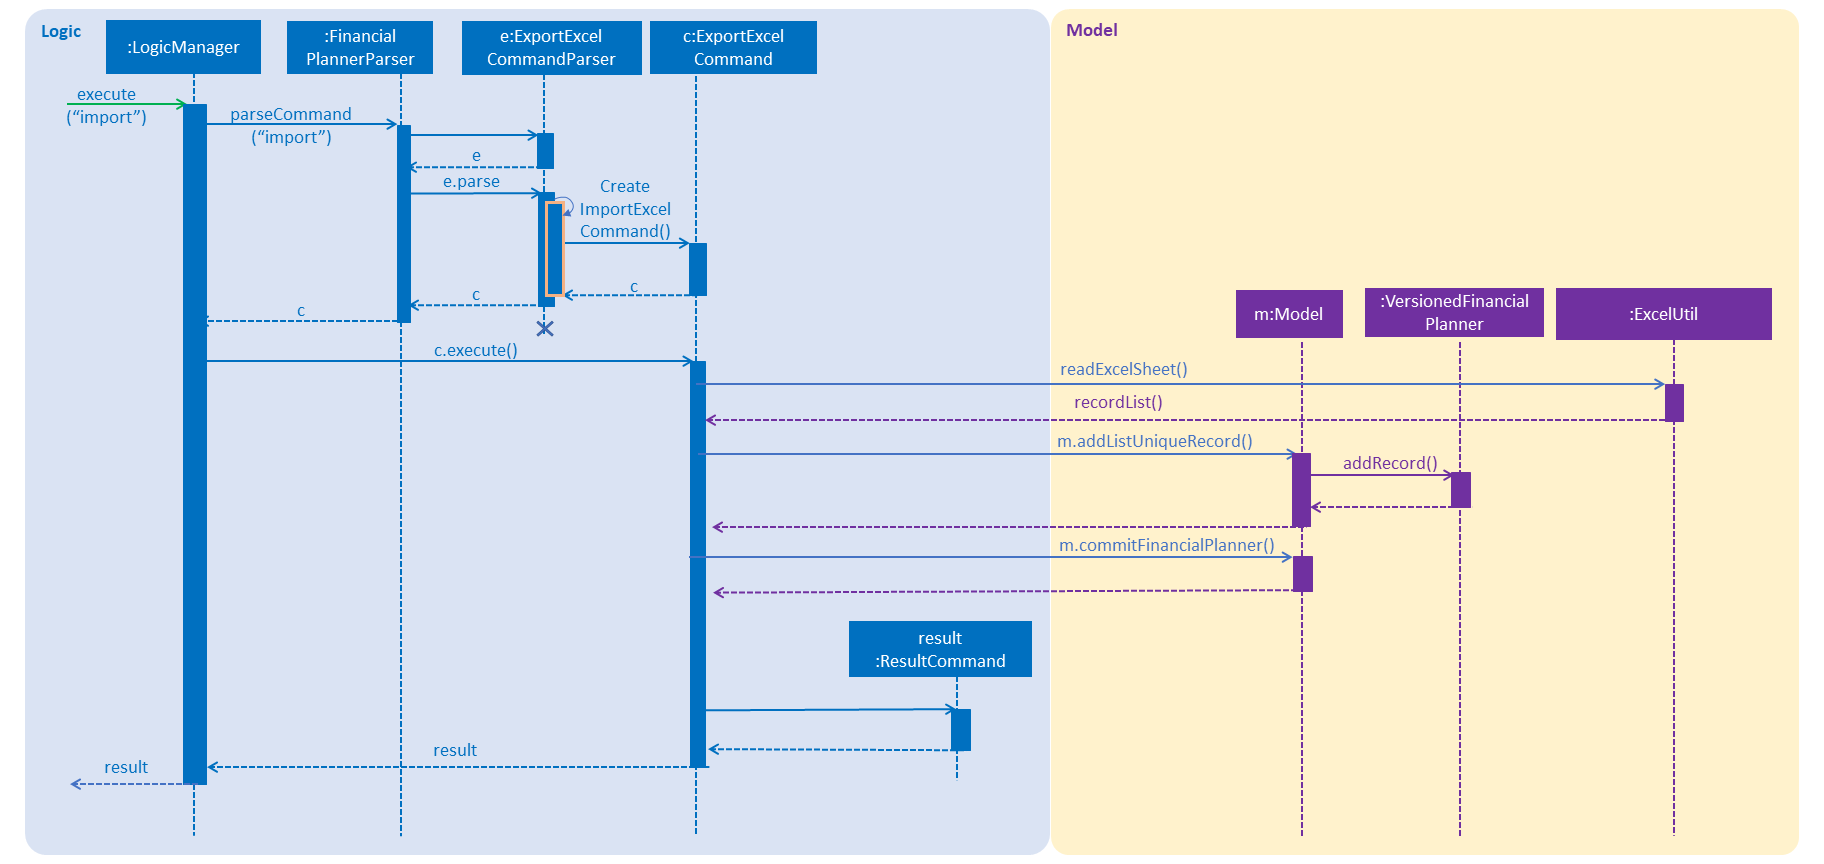 Logic
Model
:LogicManager
:Financial
PlannerParser
e:ExportExcel
CommandParser
c:ExportExcel
Command
execute
(“import”)
parseCommand
(“import”)
e
e.parse
Create
ImportExcel
Command()
c
c
c
m:Model
:VersionedFinancial
Planner
:ExcelUtil
c.execute()
readExcelSheet()
recordList()
m.addListUniqueRecord()
addRecord()
m.commitFinancialPlanner()
result
:ResultCommand
result
result